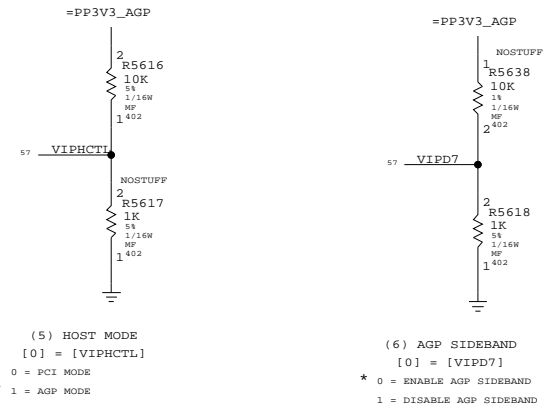 =PP3V3_AGP
2
R5616
10K
5%
1/16W
MF
402
1
57 VIPHCTL
NOSTUFF
2
R5617
1K
5%
1/16W
MF
402
1
(5) HOST MODE
[0] = [VIPHCTL]
0 = PCI MODE
1 = AGP MODE
=PP3V3_AGP
NOSTUFF
1
R5638
10K
1%
1/16W
MF
402
2
57 VIPD7
2
R5618
1K
5%
1/16W
MF
402
1
(6) AGP SIDEBAND
[0] = [VIPD7]
* 0 = ENABLE AGP SIDEBAND
1 = DISABLE AGP SIDEBAND